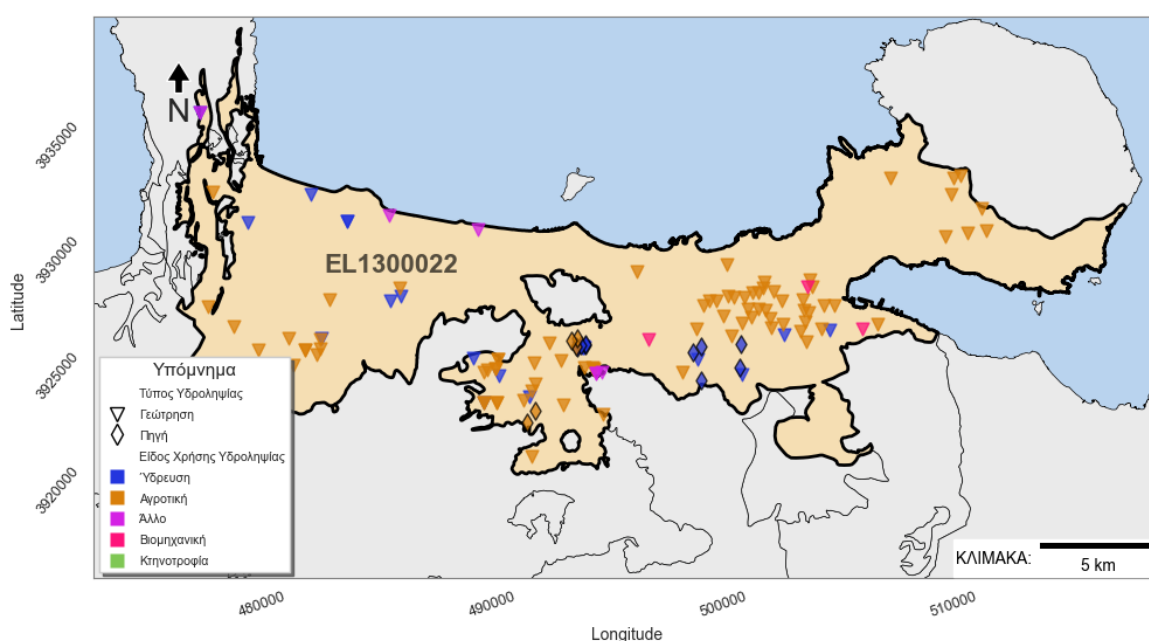 N
EL1300022
Latitude
3935000
3930000
3925000
3920000
Υπόμνημα
Τύπος Υδροληψίας
Γεώτρηση
Πηγή
Είδος Χρήσης Υδροληψίας
Ύδρευση
Αγροτική
Άλλο
Βιομηχανική
Κτηνοτροφία
ΚΛΙΜΑΚΑ:
5 km
480000
490000
500000
510000
Longitude